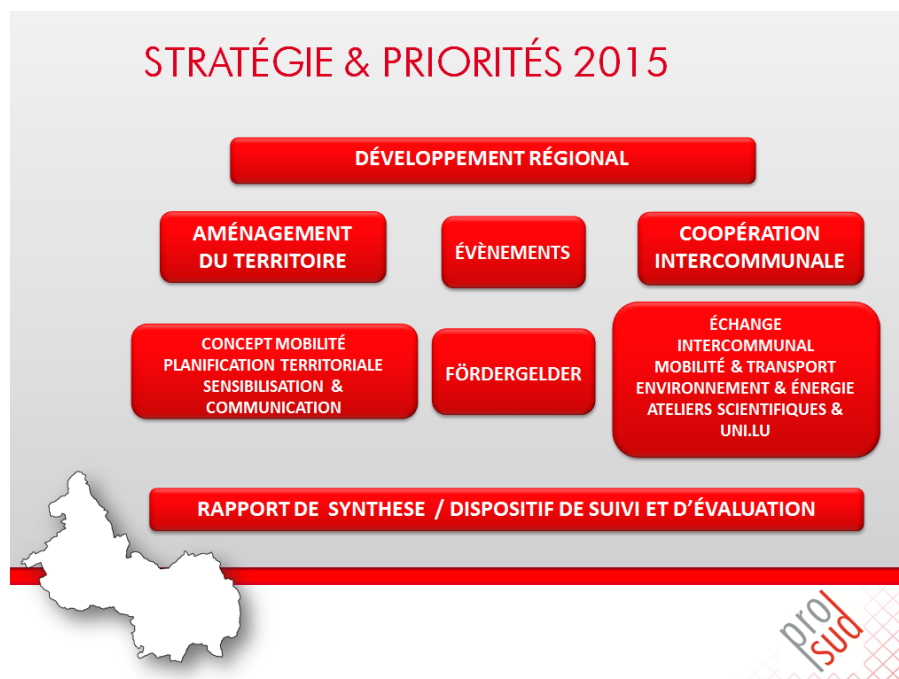 STRATÉGIE & PRIORITÉS 2015
DÉVELOPPEMENT RÉGIONAL
AMÉNAGEMENT
DU TERRITOIRE
ÉVÈNEMENTS
COOPÉRATION
INTERCOMMUNALE
CONCEPT MOBILITÉ
PLANIFICATION TERRITORIALE
SENSIBILISATION &
COMMUNICATION
FÖRDERGELDER
ÉCHANGE
INTERCOMMUNAL
MOBILITÉ & TRANSPORT
ENVIRONNEMENT & ÉNERGIE
ATELIERS SCIENTIFIQUES &
UNI.LU
RAPPORT DE SYNTHESE / DISPOSITIF DE SUIVI ET D'ÉVALUATION
pro
sud